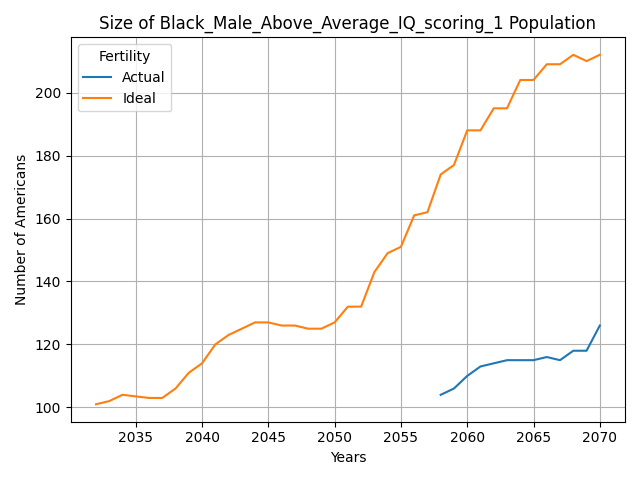 Size of Black_Male_Above_Average_IQ_scoring_1 Population
Fertility
Actual
Ideal
Number of Americans
200
180
160
140
120
100
2035 2040 2045 2050 2055 2060 2065 2070
Years